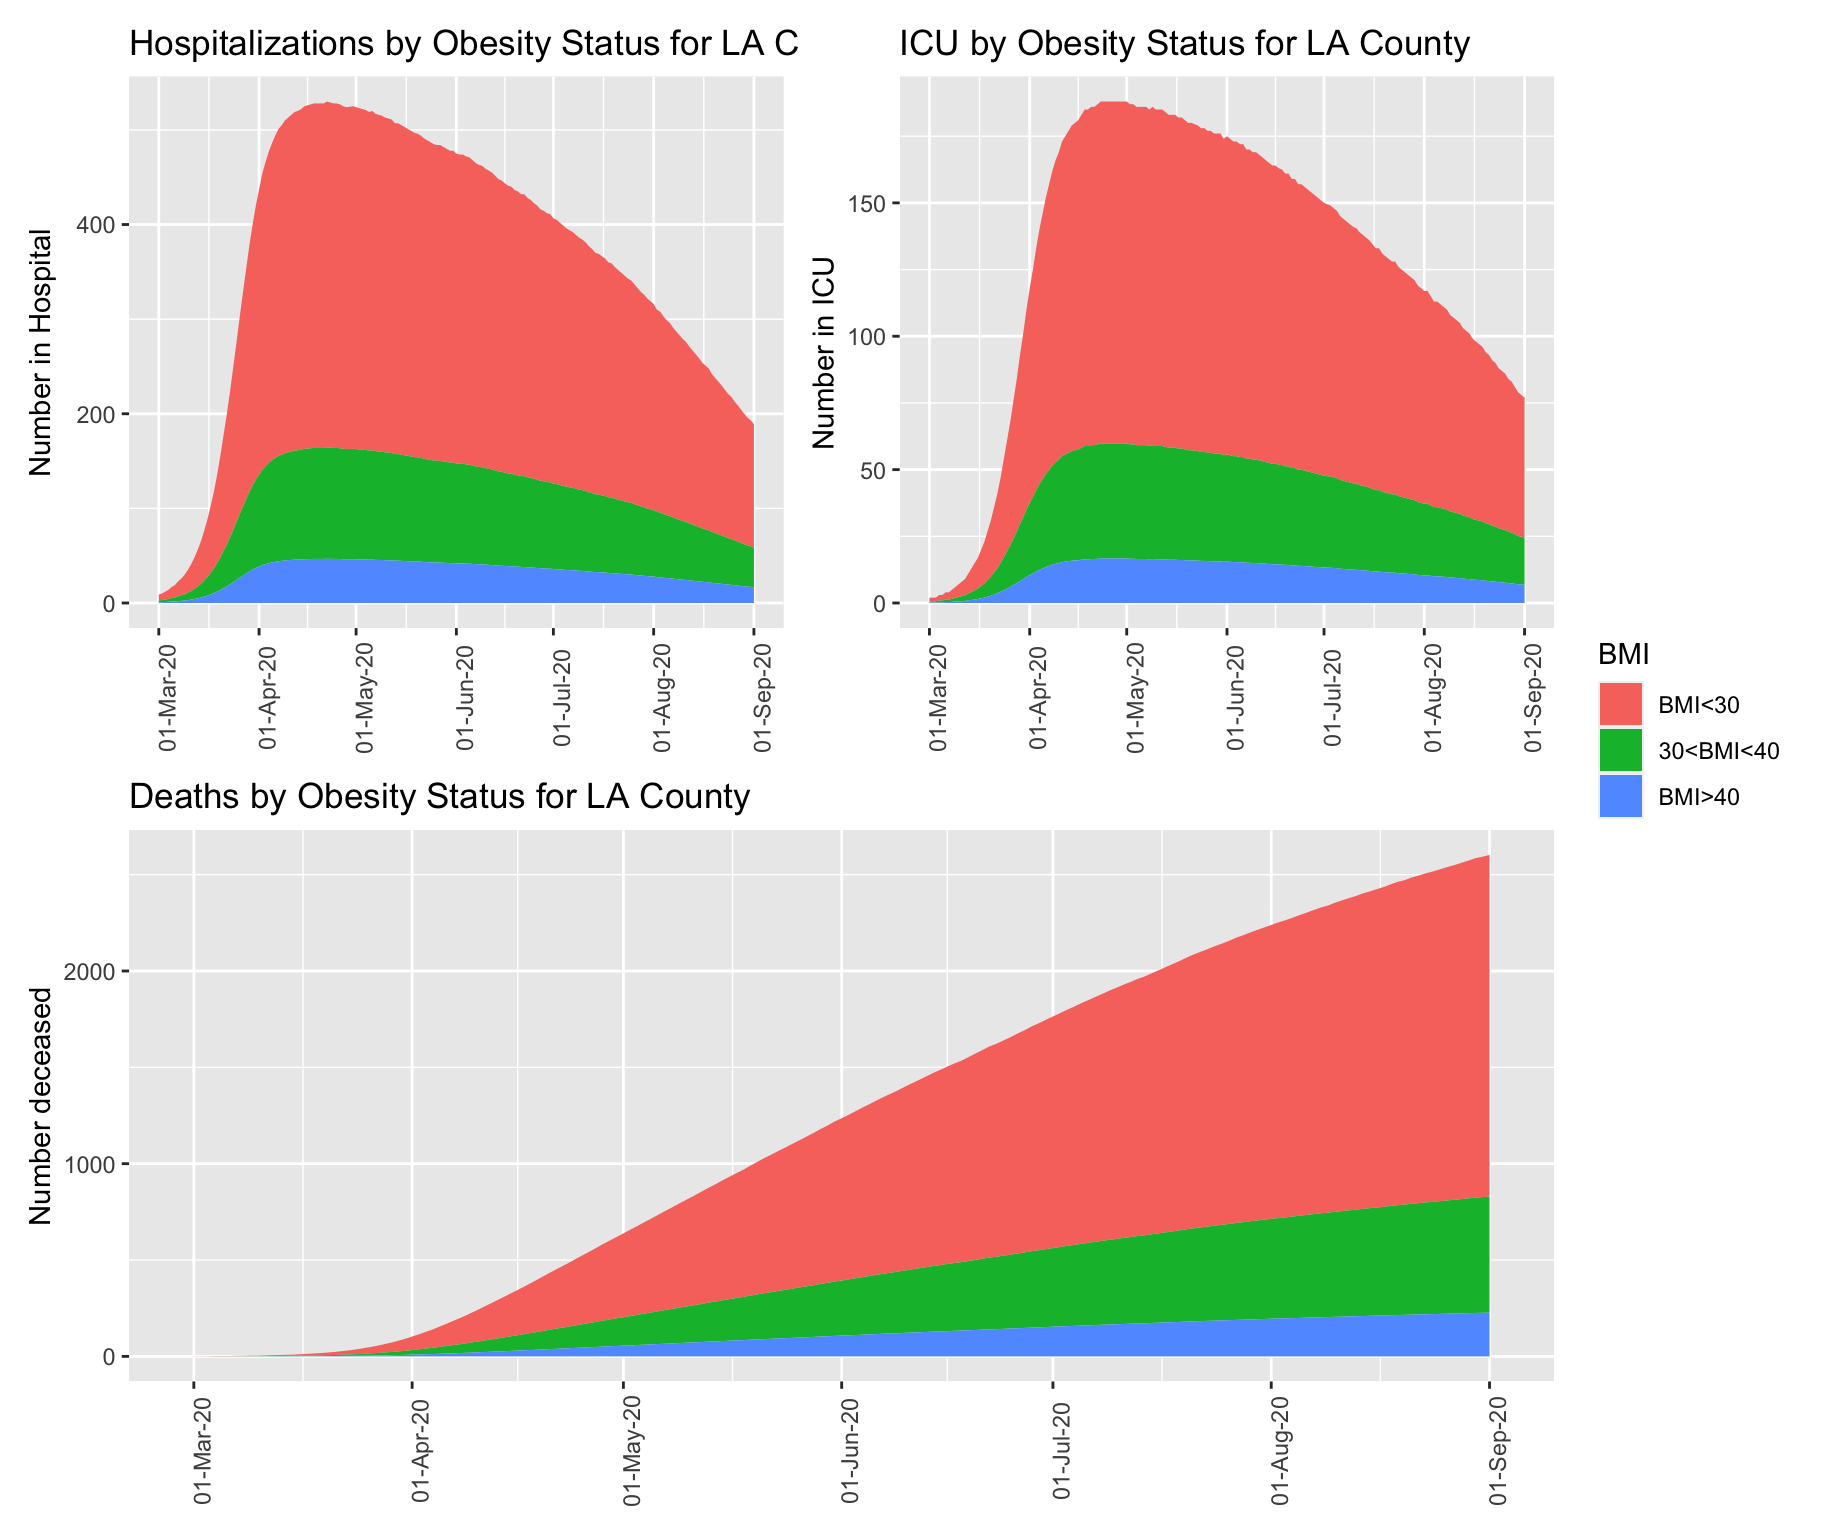 Hospitalizations by Obesity Status for LA C
Number in Hospital
400
200
0
01-Mar-20
01-Apr-20
01-May-20
01-Jun-20
01-Jul-20
01-Aug-20
01-Sep-20
ICU by Obesity Status for LA County
Number in ICU
150
100
50
0
01-Mar-20
01-Apr-20
01-May-20
01-Jun-20
01-Jul-20
01-Aug-20
01-Sep-20
BMI
BMI<30
30<BMI<40
BMI>40
Deaths by Obesity Status for LA County
Number deceased
2000
1000
0
01-Mar-20
01-Apr-20
01-May-20
01-Jun-20
01-Jul-20
01-Aug-20
01-Sep-20